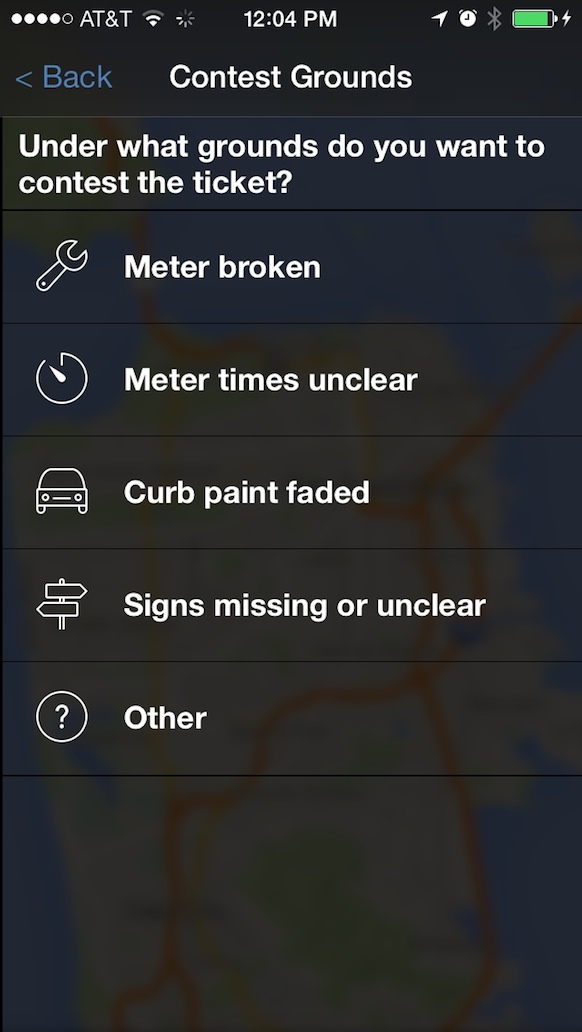 AT&T 12:04 PM
< Back Contest Grounds
Under what grounds do you want to
contest the ticket?
Meter broken
Meter times unclear
Curb paint faded
Signs missing or unclear
? Other